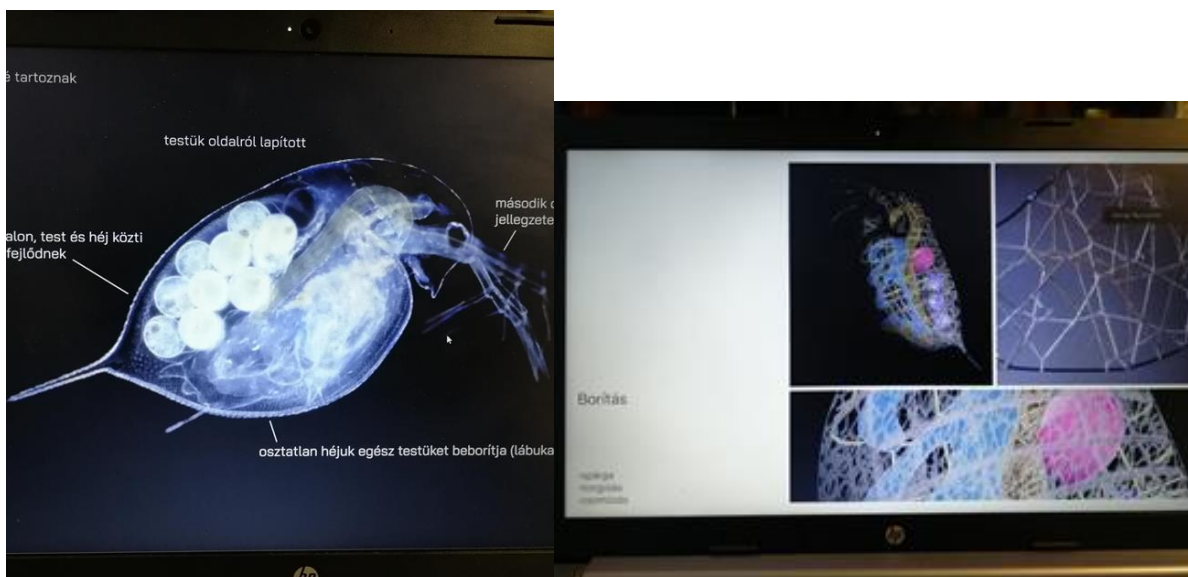 é tartoznak
testük oldalról lapított
második
jellegzete
alon, test és héj közti
fejlődnek
osztatlan héjuk egész testüket beborítja (lábuka
hp
Borítás
hp